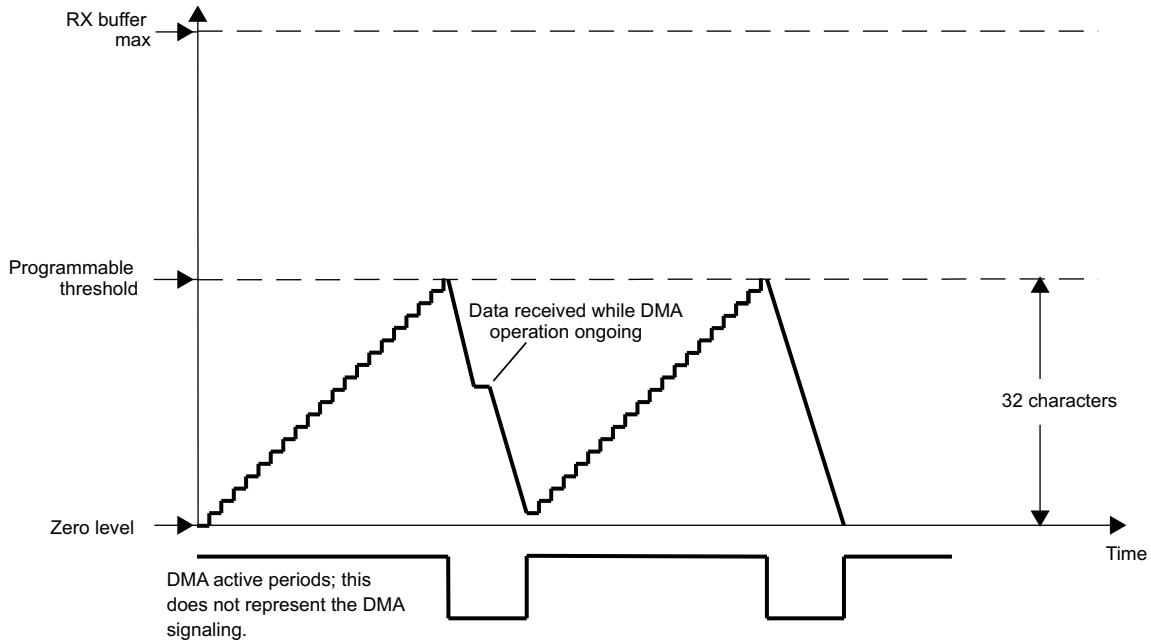 RX buffer
max
Programmable
threshold
Data received while DMA
operation ongoing
32 characters
Zero level
Time
DMA active periods; this
does not represent the DMA
signaling.